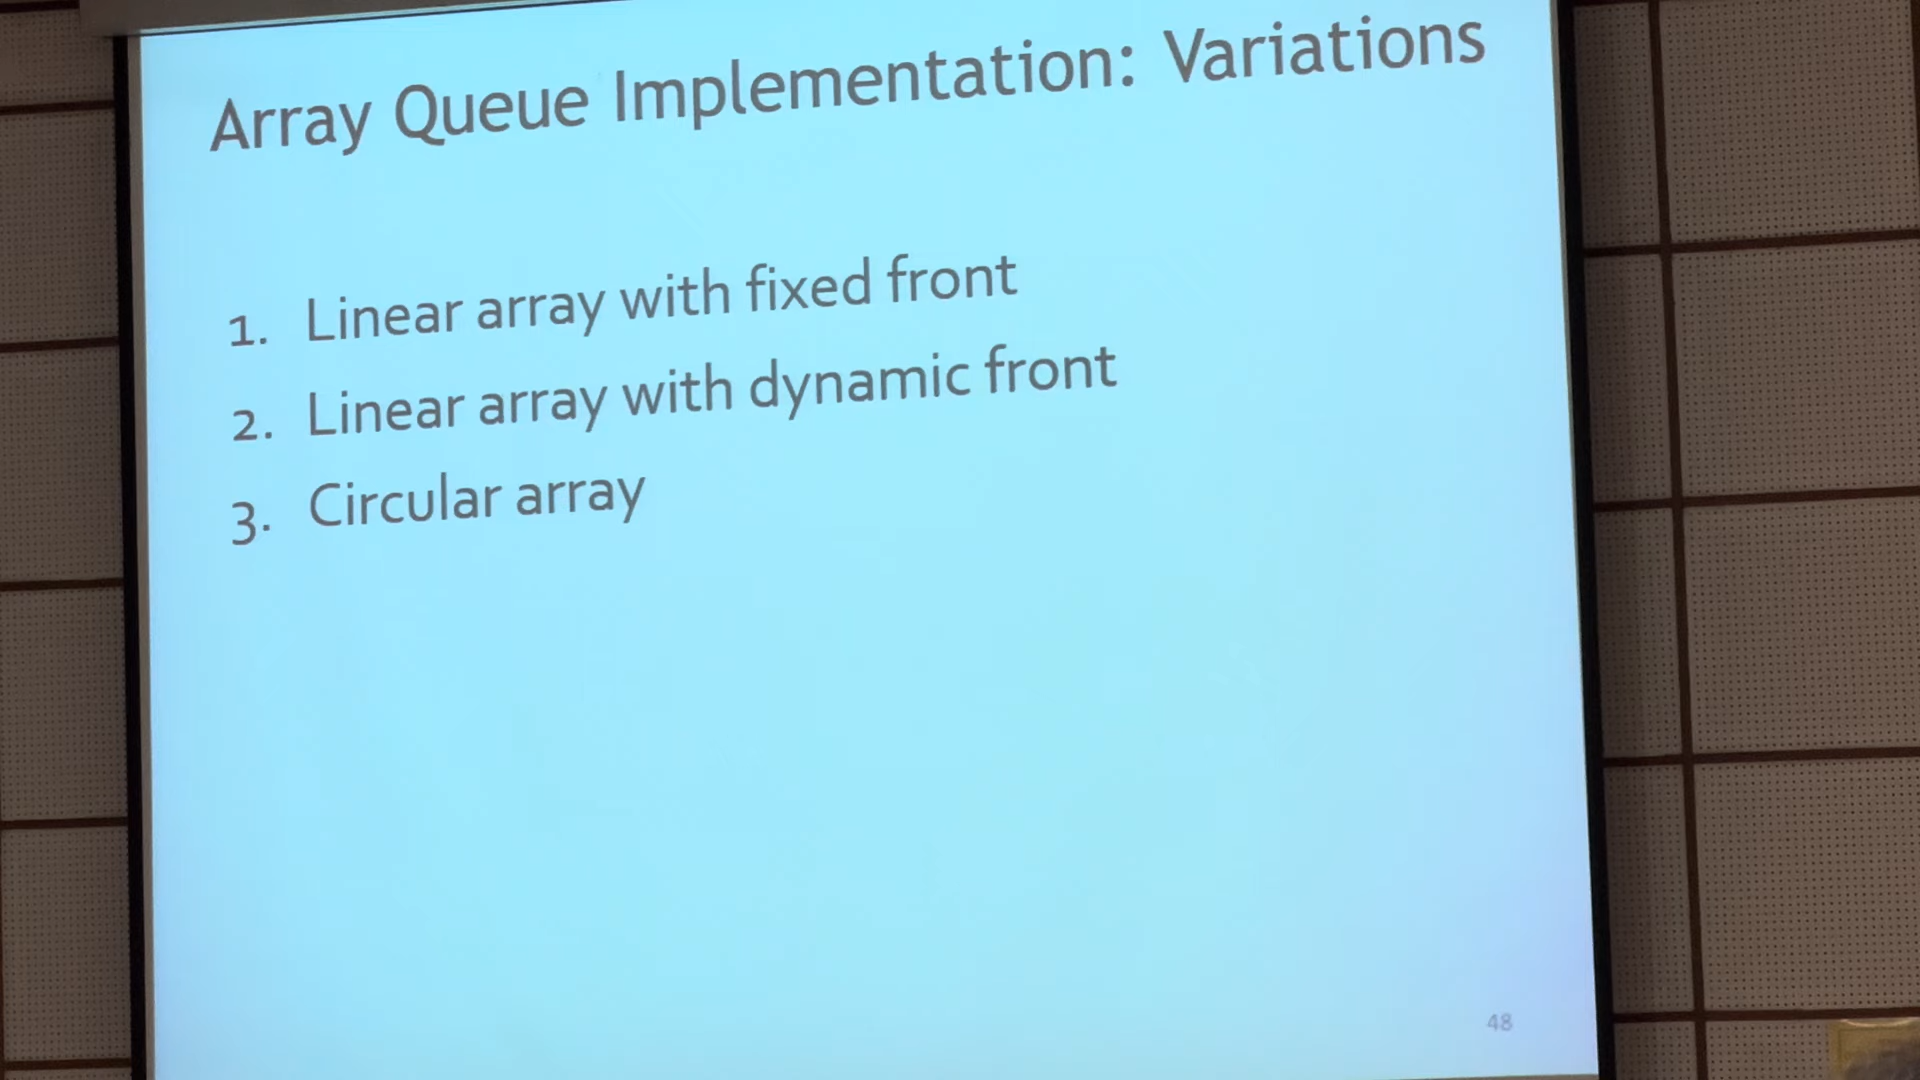 Array Queue Implementation: Variations
1. Linear array with fixed front
2. Linear array with dynamic front
3. Circular array
48